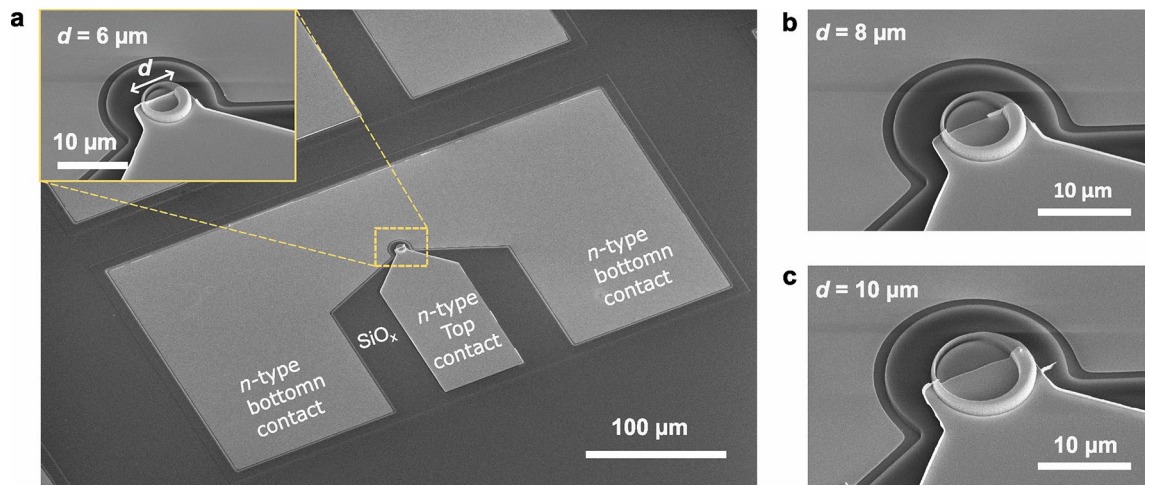 a
d = 6 µm
d
10 µm
n-type
bottomn
contact
SiOₓ
n-type
Top
contact
n-type
bottomn
contact
100 µm
b
d = 8 µm
10 µm
c
d = 10 µm
10 µm